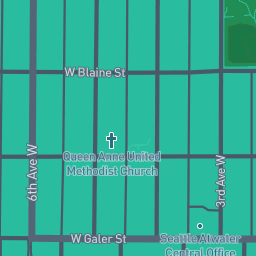 W Blaine St
Queen Anne United
Methodist Church
6th Ave W
3rd Ave W
W Galer St
Seattle Atwater
Central Office